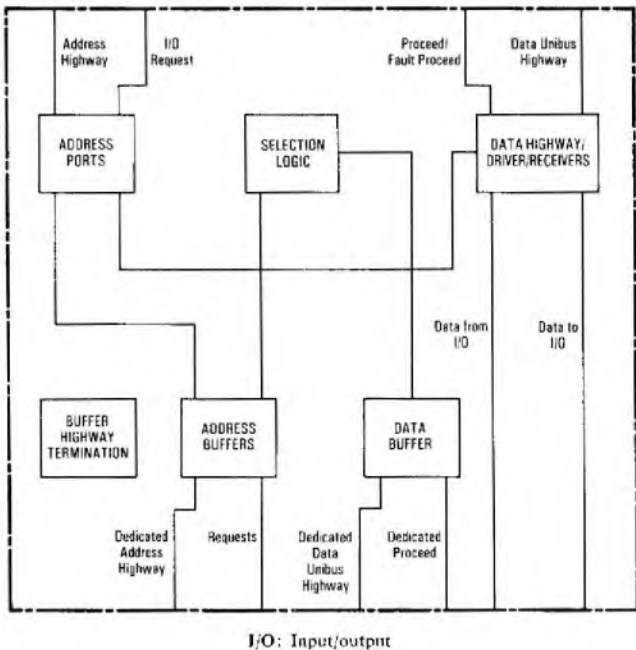 Address
Highway
I/O
Request
Proceed/
Fault Proceed
Data Unibus
Highway
ADDRESS
PORTS
SELECTION
LOGIC
DATA HIGHWAY/
DRIVER/RECEIVERS
Data from
I/O
Data to
I/O
BUFFER
HIGHWAY
TERMINATION
ADDRESS
BUFFERS
DATA
BUFFER
Dedicated
Address
Highway
Requests
Dedicated
Data
Unibus
Highway
Dedicated
Proceed
I/O: Input/output